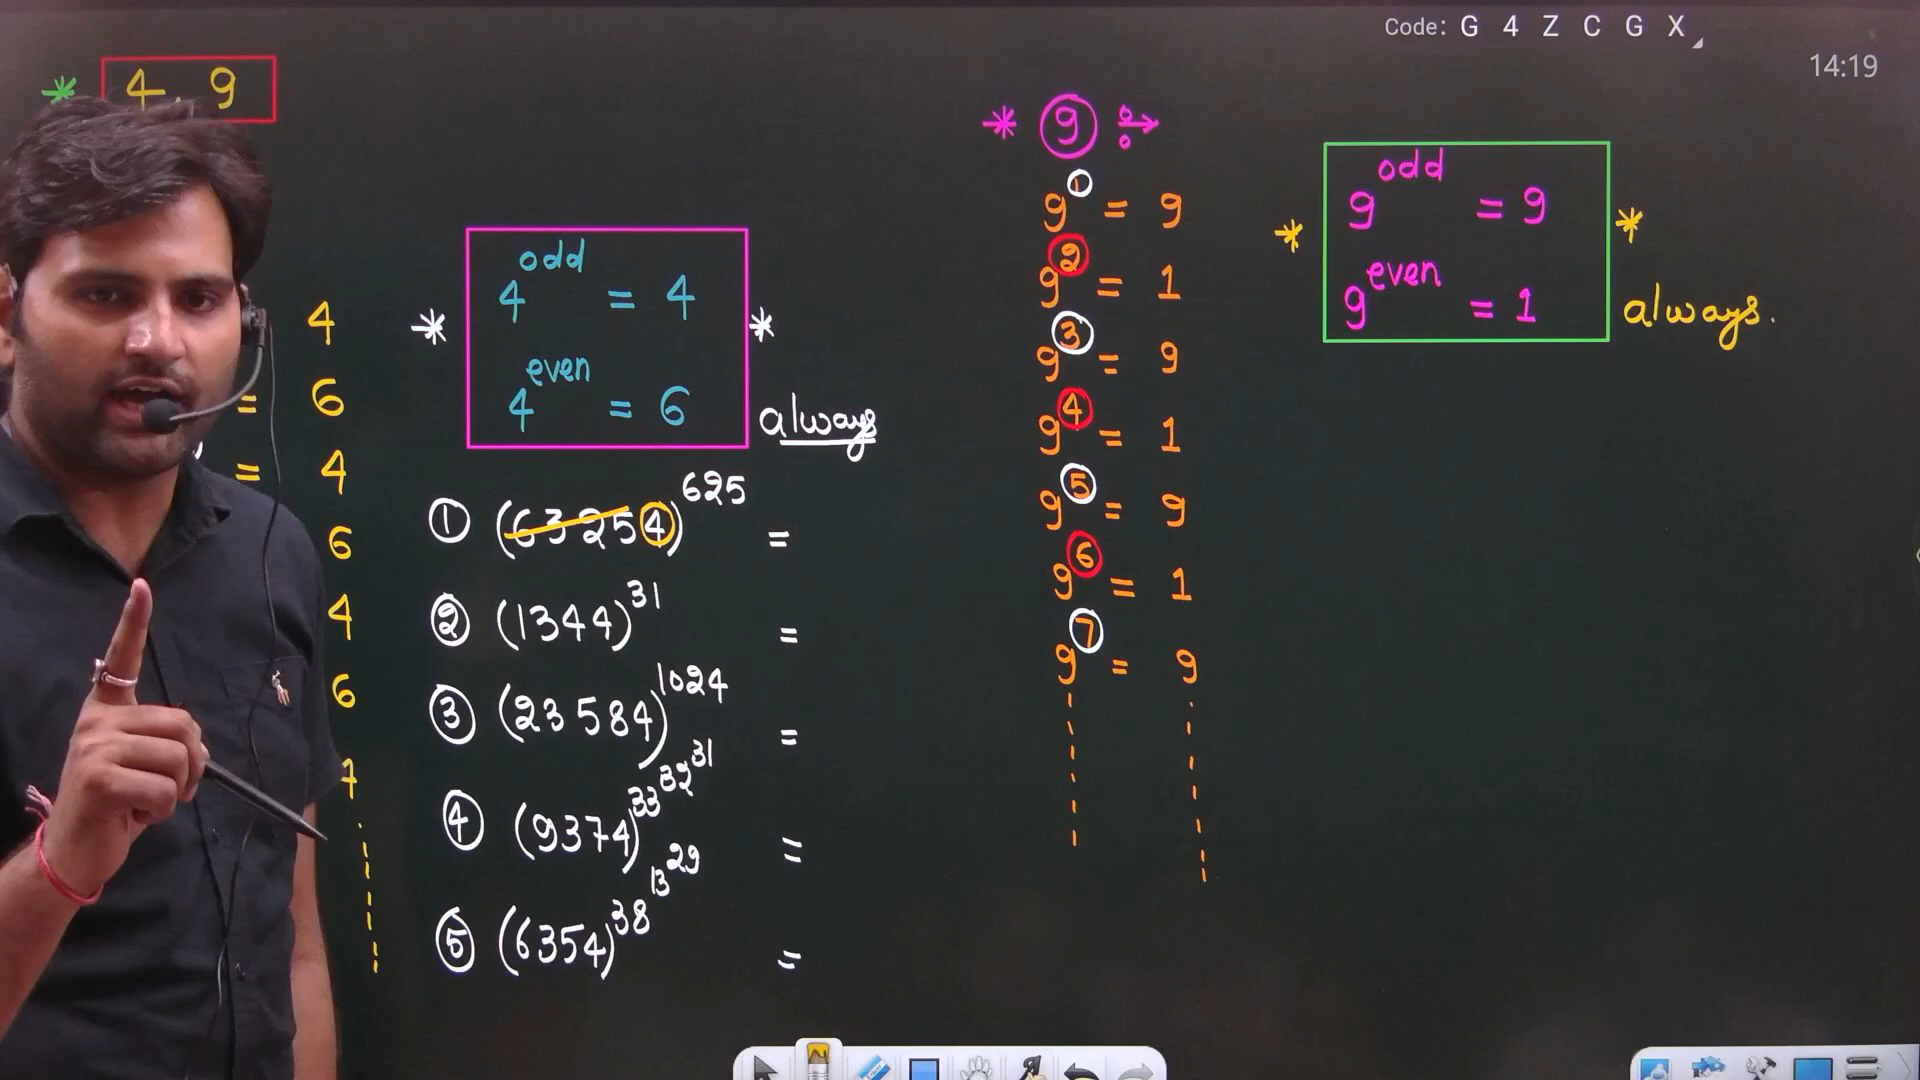 Code: G 4 Z C G X
14:19
* 4, 9
4
= 6
= 4
6
4
6
* 4^odd = 4 *
4^even = 6
always
① (63254)^625 =
② (1344)^31 =
③ (23584)^1024 =
④ (9374)^33^32^31 =
⑤ (6354)^38^13^29 =
* 9 :→
9^1 = 9
9^2 = 1
9^3 = 9
9^4 = 1
9^5 = 9
9^6 = 1
9^7 = 9
* 9^odd = 9 *
9^even = 1
always.